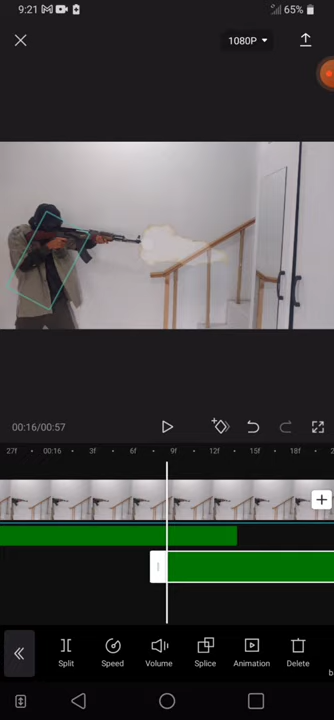 9:21 65%
1080P
00:16/00:57
27f 00:16 3f 6f 9f 12f 15f 18f 2
Split Speed Volume Splice Animation Delete b